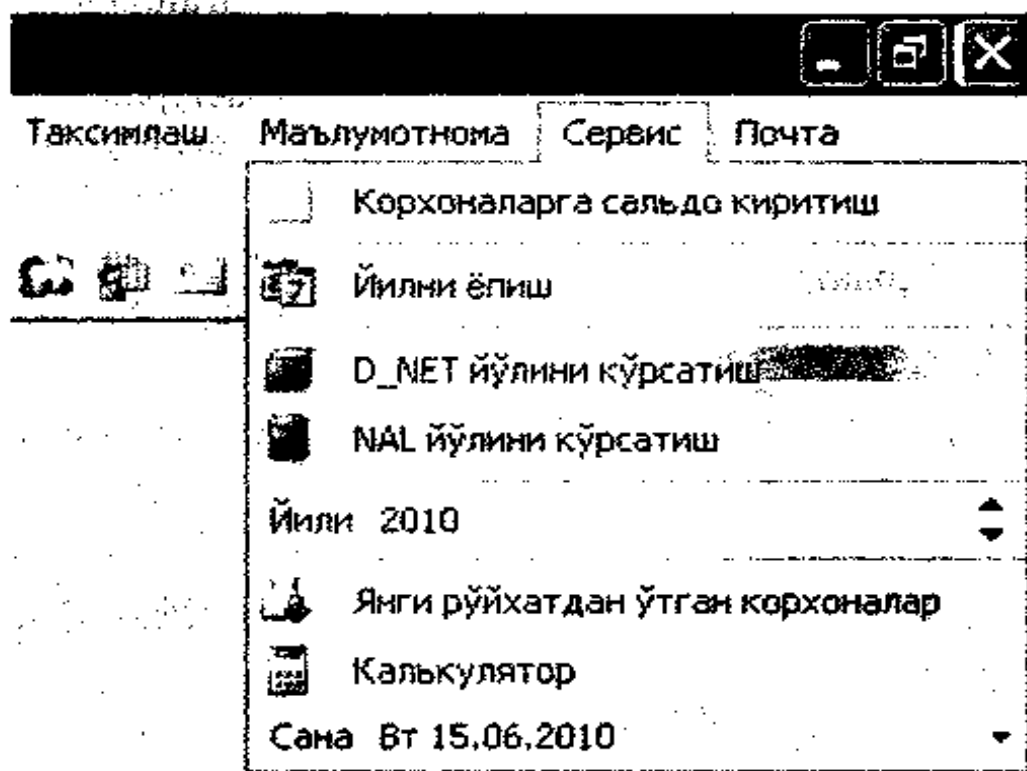 Таксимлаш Маълумотнома Сервис Почта
Корхоналарга сальдо киритиш
Йилни ёпиш
D_NET йўлини кўрсатиш
NAL йўлини кўрсатиш
Йили 2010
Янги рўйхатдан ўтган корхоналар
Калькулятор
Сана Вт 15.06.2010